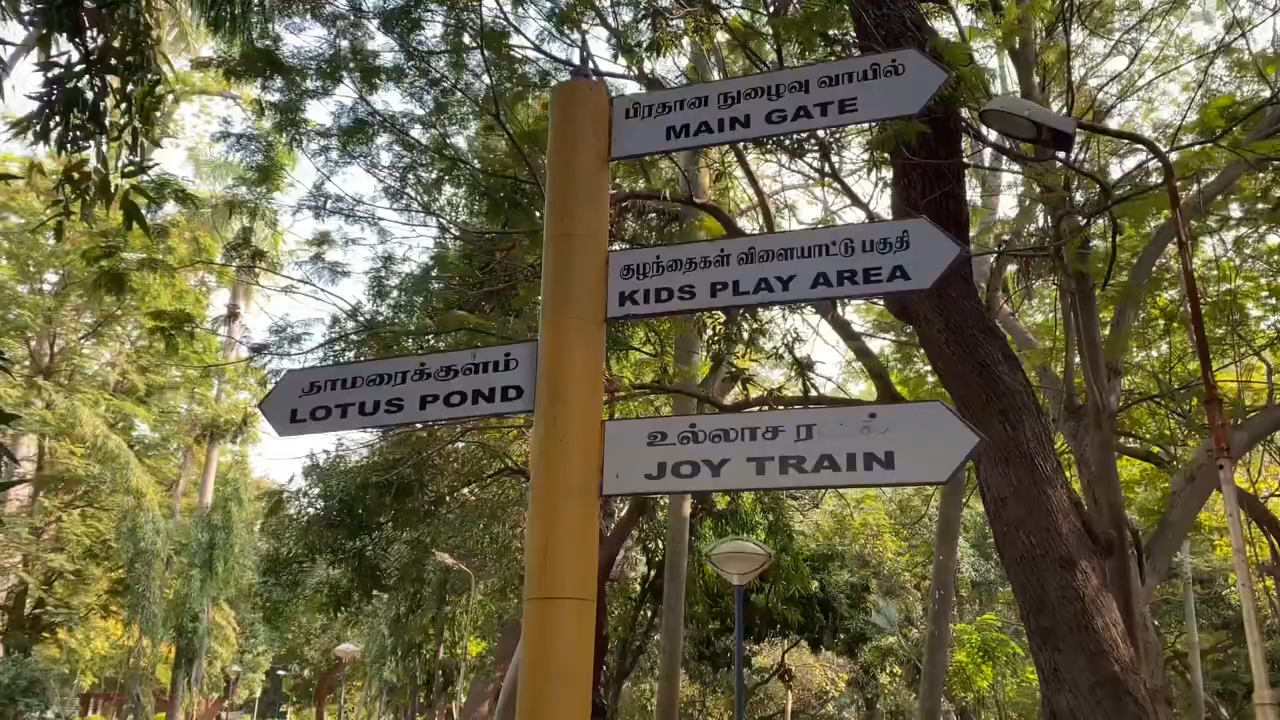 பிரதான நுழைவு வாயில்
MAIN GATE
குழந்தைகள் விளையாட்டு பகுதி
KIDS PLAY AREA
தாமரைக்குளம்
LOTUS POND
உல்லாச
JOY TRAIN